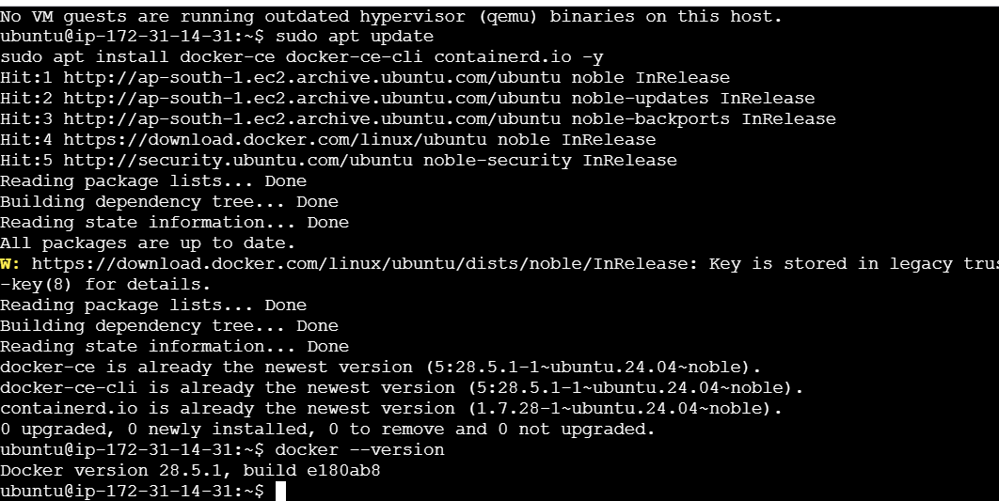 No VM guests are running outdated hypervisor (qemu) binaries on this host.
ubuntu@ip-172-31-14-31:~$ sudo apt update
sudo apt install docker-ce docker-ce-cli containerd.io -y
Hit:1 http://ap-south-1.ec2.archive.ubuntu.com/ubuntu noble InRelease
Hit:2 http://ap-south-1.ec2.archive.ubuntu.com/ubuntu noble-updates InRelease
Hit:3 http://ap-south-1.ec2.archive.ubuntu.com/ubuntu noble-backports InRelease
Hit:4 https://download.docker.com/linux/ubuntu noble InRelease
Hit:5 http://security.ubuntu.com/ubuntu noble-security InRelease
Reading package lists... Done
Building dependency tree... Done
Reading state information... Done
All packages are up to date.
W: https://download.docker.com/linux/ubuntu/dists/noble/InRelease: Key is stored in legacy trus
-key(8) for details.
Reading package lists... Done
Building dependency tree... Done
Reading state information... Done
docker-ce is already the newest version (5:28.5.1-1~ubuntu.24.04~noble).
docker-ce-cli is already the newest version (5:28.5.1-1~ubuntu.24.04~noble).
containerd.io is already the newest version (1.7.28-1~ubuntu.24.04~noble).
0 upgraded, 0 newly installed, 0 to remove and 0 not upgraded.
ubuntu@ip-172-31-14-31:~$ docker --version
Docker version 28.5.1, build e180ab8
ubuntu@ip-172-31-14-31:~$